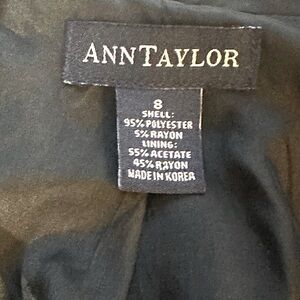 ANNTAYLOR
8
SHELL:
95% POLYESTER
5% RAYON
LINING:
55% ACETATE
45% RAYON
MADE IN KOREA